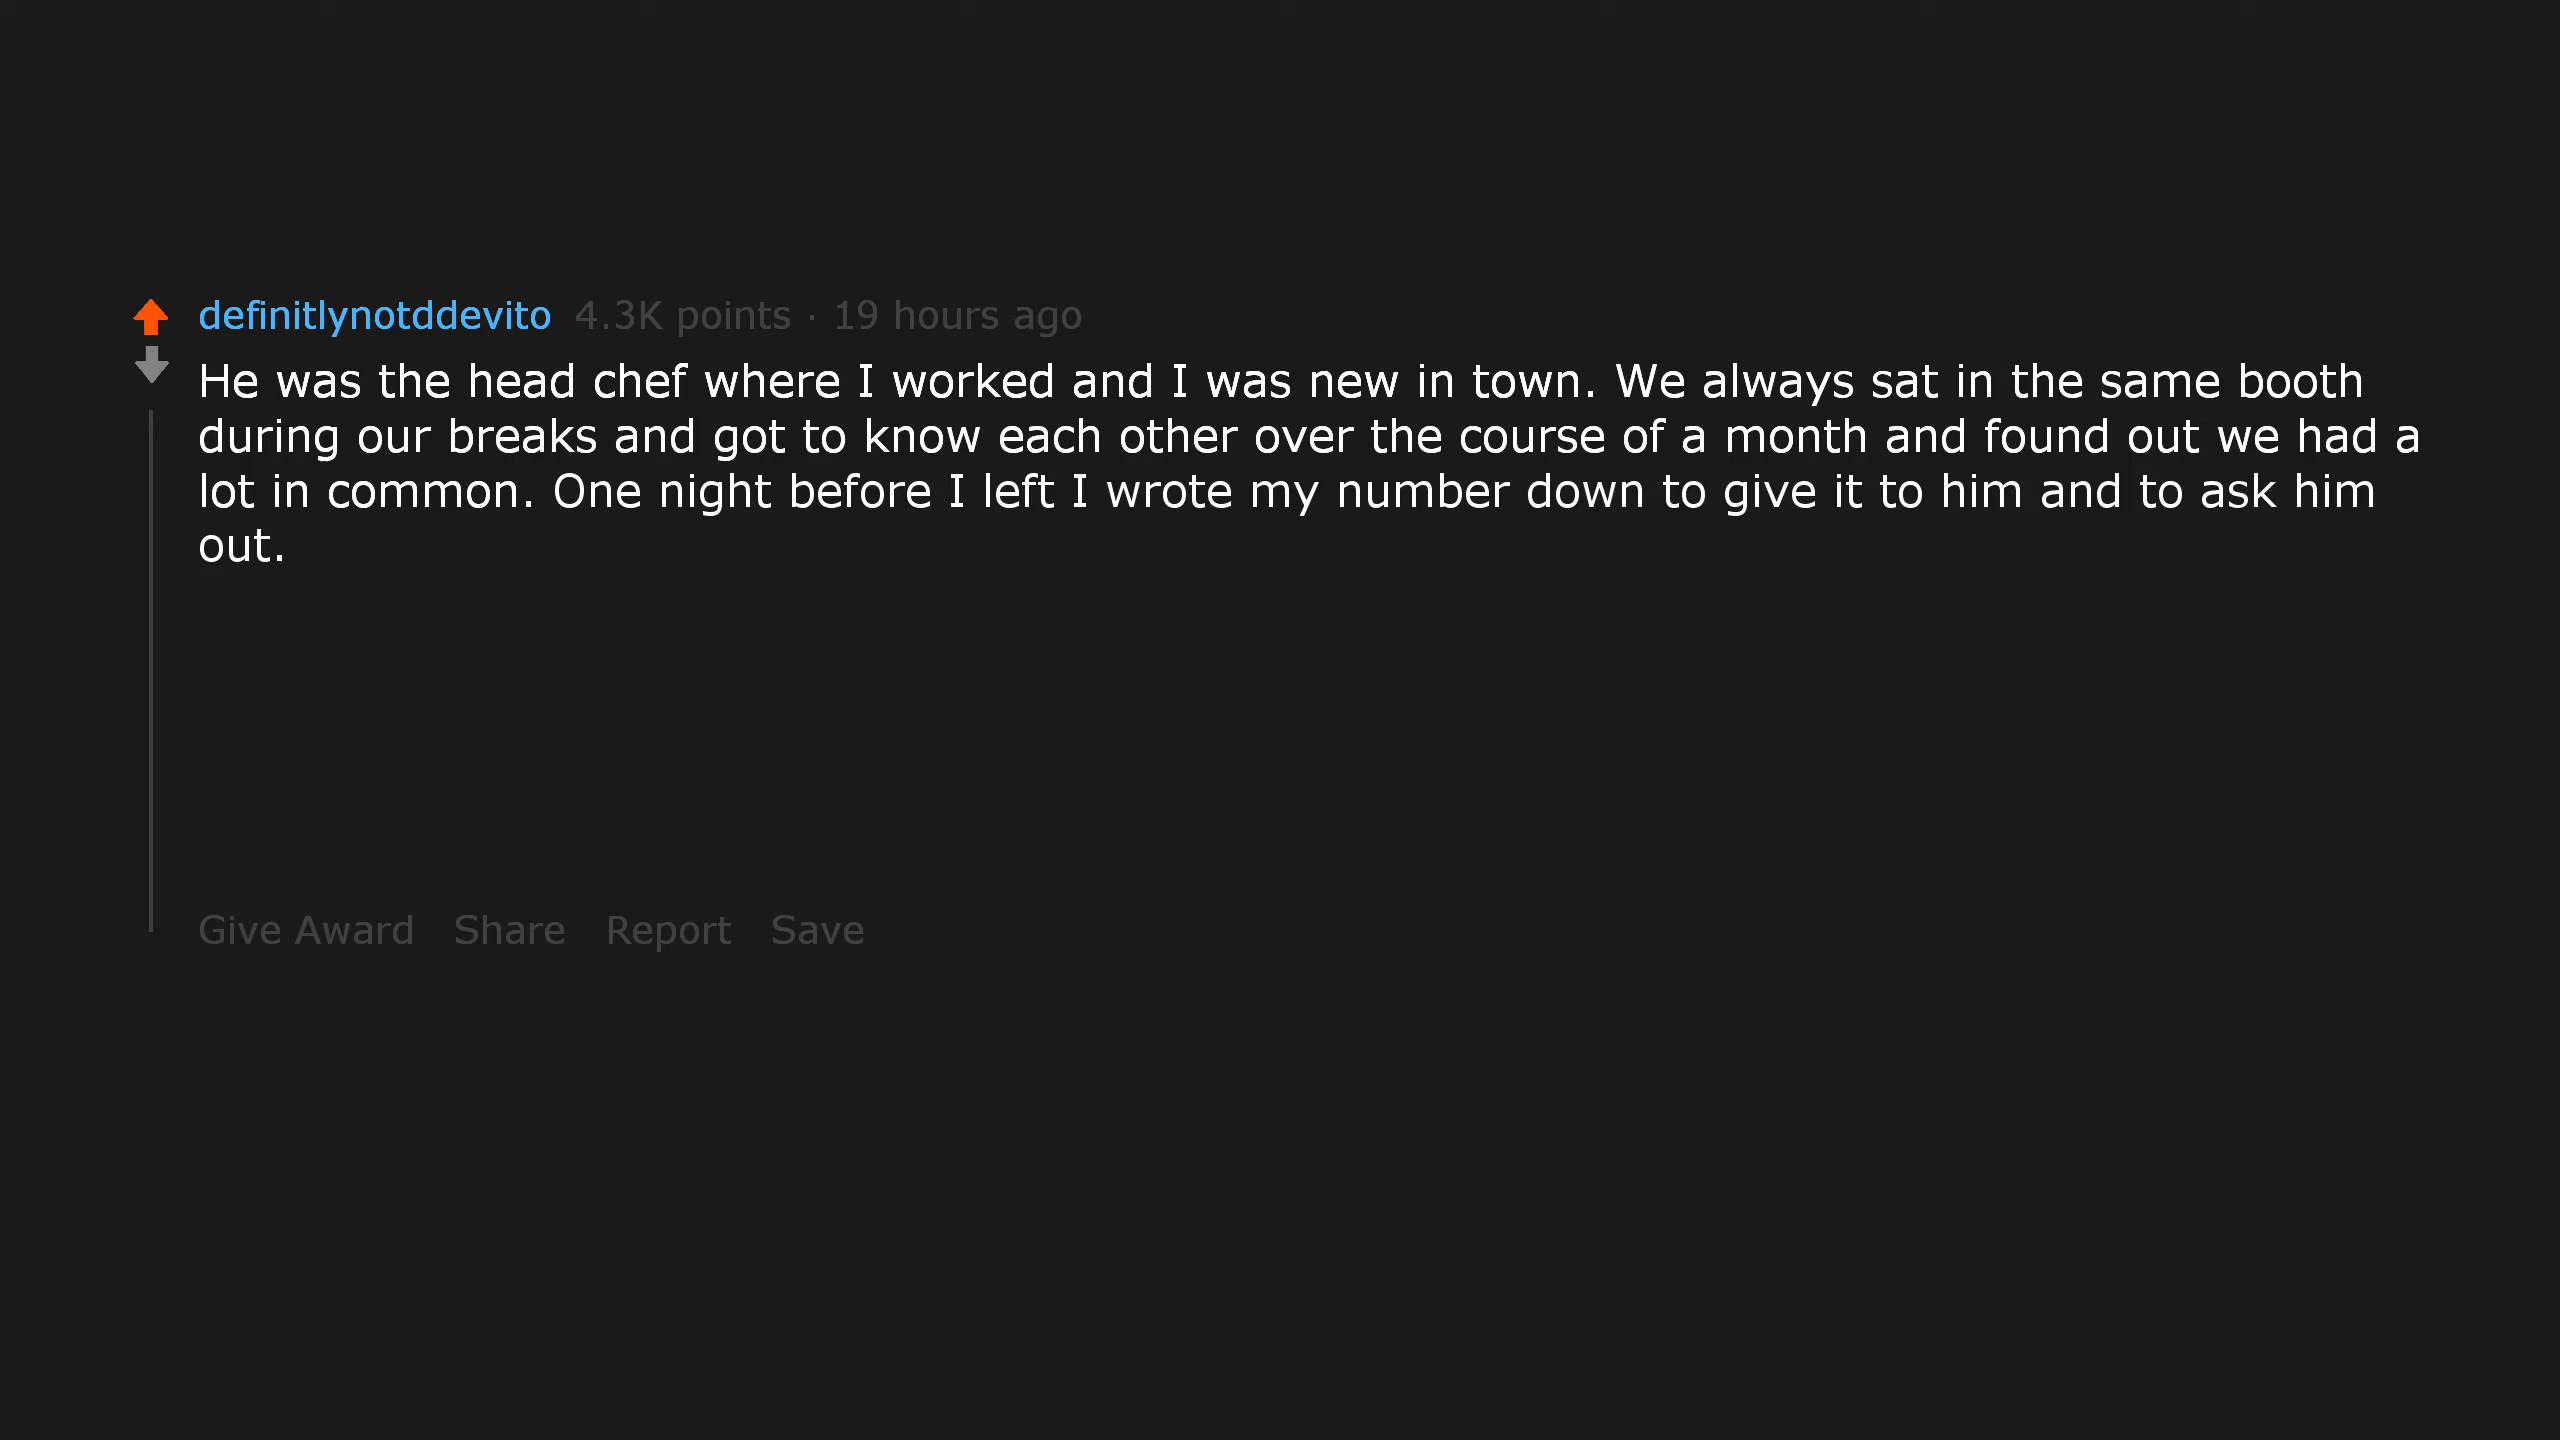 definitlynotddevito 4.3K points · 19 hours ago
He was the head chef where I worked and I was new in town. We always sat in the same booth
during our breaks and got to know each other over the course of a month and found out we had a
lot in common. One night before I left I wrote my number down to give it to him and to ask him
out.
Give Award Share Report Save